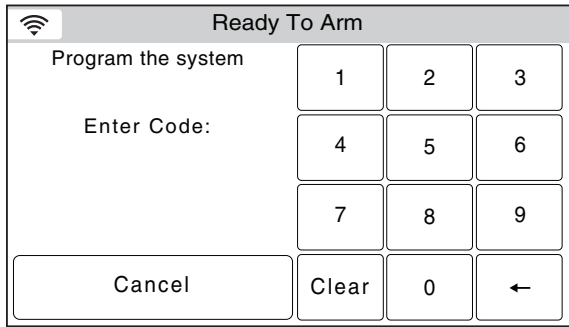 Ready To Arm
Program the system
Enter Code:
1 2 3
4 5 6
7 8 9
Cancel Clear 0 ←